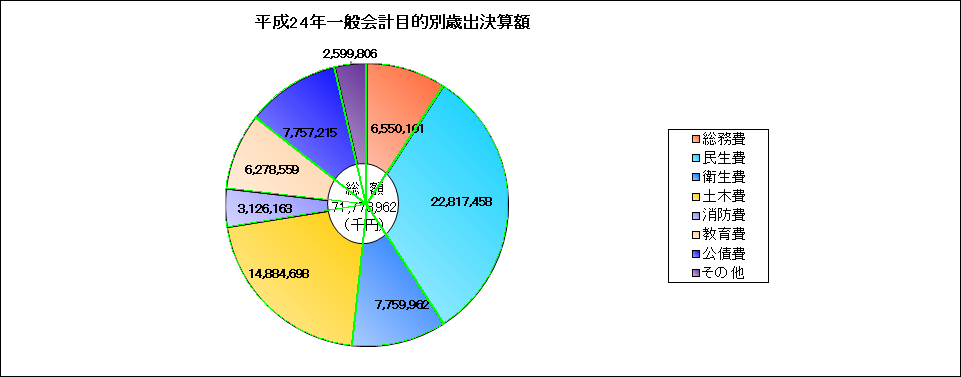 平成24年一般会計目的別歳出決算額
2,599,806
6,550,101
7,757,215
6,278,559
3,126,163
22,817,458
14,884,698
7,759,962
総 額
71,773,962
(千円)
総務費
民生費
衛生費
土木費
消防費
教育費
公債費
その他